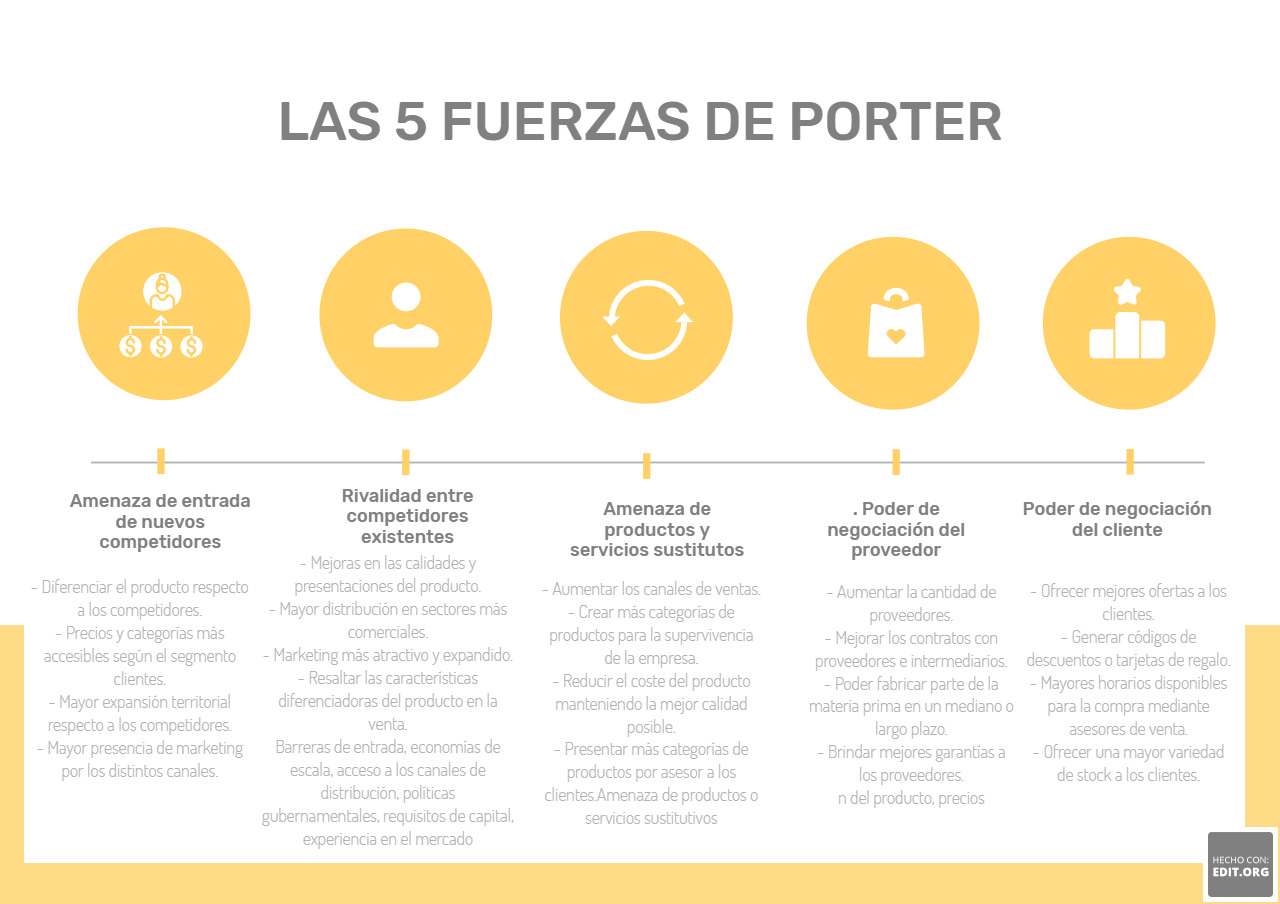 LAS 5 FUERZAS DE PORTER
Amenaza de entrada
de nuevos
competidores
- Diferenciar el producto respecto
a los competidores.
- Precios y categorías más
accesibles según el segmento
clientes.
- Mayor expansión territorial
respecto a los competidores.
- Mayor presencia de marketing
por los distintos canales.
Rivalidad entre
competidores
existentes
- Mejoras en las calidades y
presentaciones del producto.
- Mayor distribución en sectores más
comerciales.
- Marketing más atractivo y expandido.
- Resaltar las características
diferenciadoras del producto en la
venta.
Barreras de entrada, economías de
escala, acceso a los canales de
distribución, políticas
gubernamentales, requisitos de capital,
experiencia en el mercado
Amenaza de
productos y
servicios sustitutos
- Aumentar los canales de ventas.
- Crear más categorías de
productos para la supervivencia
de la empresa.
- Reducir el coste del producto
manteniendo la mejor calidad
posible.
- Presentar más categorías de
productos por asesor a los
clientes.Amenaza de productos o
servicios sustitutivos
. Poder de
negociación del
proveedor
- Aumentar la cantidad de
proveedores.
- Mejorar los contratos con
proveedores e intermediarios.
- Poder fabricar parte de la
materia prima en un mediano o
largo plazo.
- Brindar mejores garantías a
los proveedores.
n del producto, precios
Poder de negociación
del cliente
- Ofrecer mejores ofertas a los
clientes.
- Generar códigos de
descuentos o tarjetas de regalo.
- Mayores horarios disponibles
para la compra mediante
asesores de venta.
- Ofrecer una mayor variedad
de stock a los clientes.
HECHO CON:
EDIT.ORG